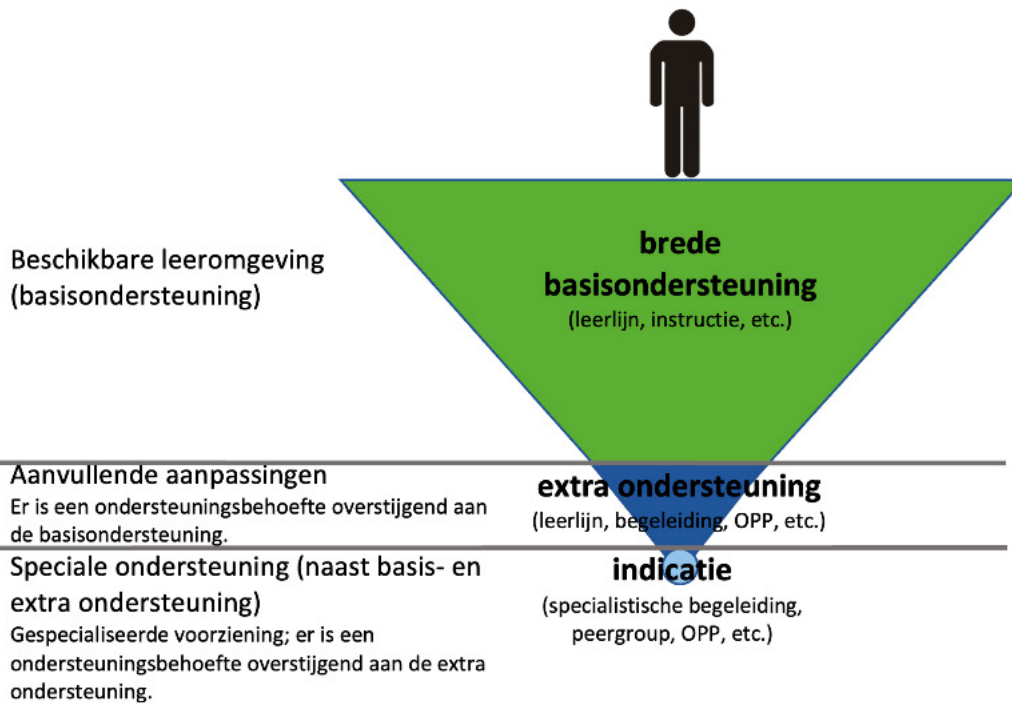 Beschikbare leeromgeving
(basisondersteuning)
brede
basisondersteuning
(leerlijn, instructie, etc.)
Aanvullende aanpassingen
Er is een ondersteuningsbehoefte overstijgend aan
de basisondersteuning.
extra ondersteuning
(leerlijn, begeleiding, OPP, etc.)
Speciale ondersteuning (naast basis- en
extra ondersteuning)
Gespecialiseerde voorziening; er is een
ondersteuningsbehoefte overstijgend aan de extra
ondersteuning.
indicatie
(specialistische begeleiding,
peergroup, OPP, etc.)